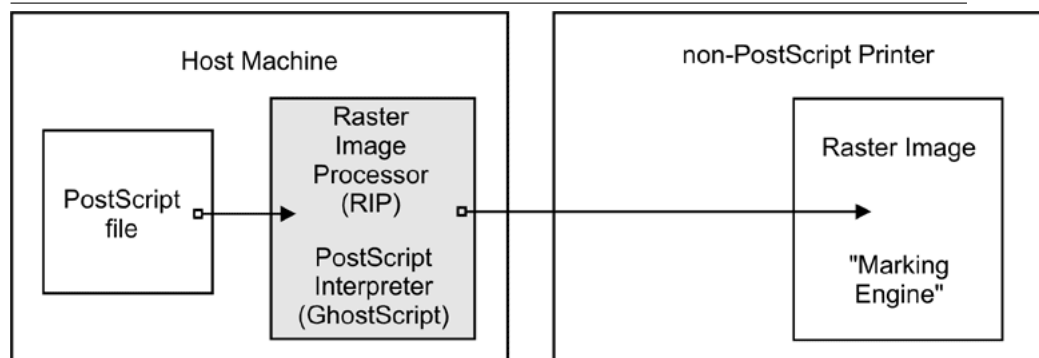 Host Machine
PostScript
file
Raster
Image
Processor
(RIP)
PostScript
Interpreter
(GhostScript)
non-PostScript Printer
Raster Image
"Marking
Engine"